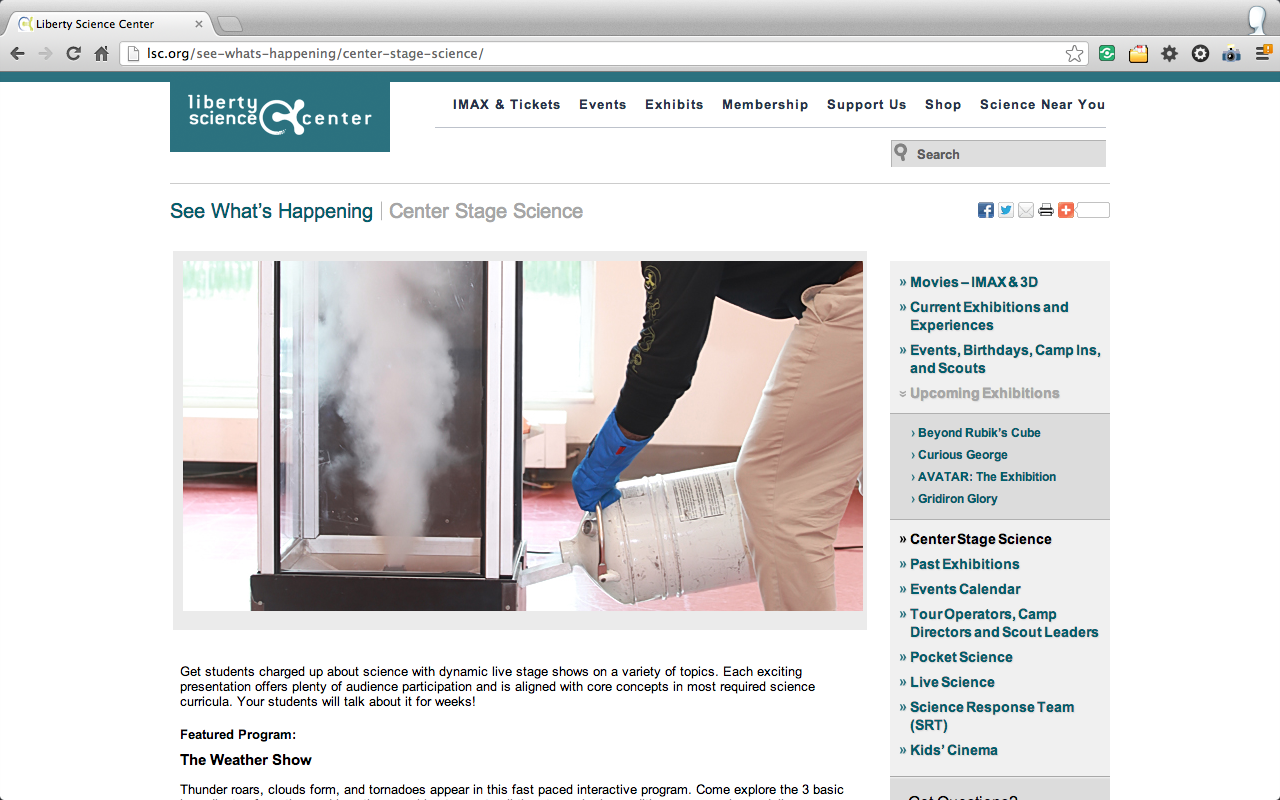 Liberty Science Center
lsc.org/see-whats-happening/center-stage-science/
liberty
science center
IMAX & Tickets Events Exhibits Membership Support Us Shop Science Near You
Search
See What's Happening | Center Stage Science
» Movies – IMAX & 3D
» Current Exhibitions and
Experiences
» Events, Birthdays, Camp Ins,
and Scouts
Upcoming Exhibitions
› Beyond Rubik's Cube
› Curious George
› AVATAR: The Exhibition
› Gridiron Glory
» Center Stage Science
» Past Exhibitions
» Events Calendar
» Tour Operators, Camp
Directors and Scout Leaders
» Pocket Science
» Live Science
» Science Response Team
(SRT)
» Kids' Cinema
Get students charged up about science with dynamic live stage shows on a variety of topics. Each exciting
presentation offers plenty of audience participation and is aligned with core concepts in most required science
curricula. Your students will talk about it for weeks!
Featured Program:
The Weather Show
Thunder roars, clouds form, and tornadoes appear in this fast paced interactive program. Come explore the 3 basic